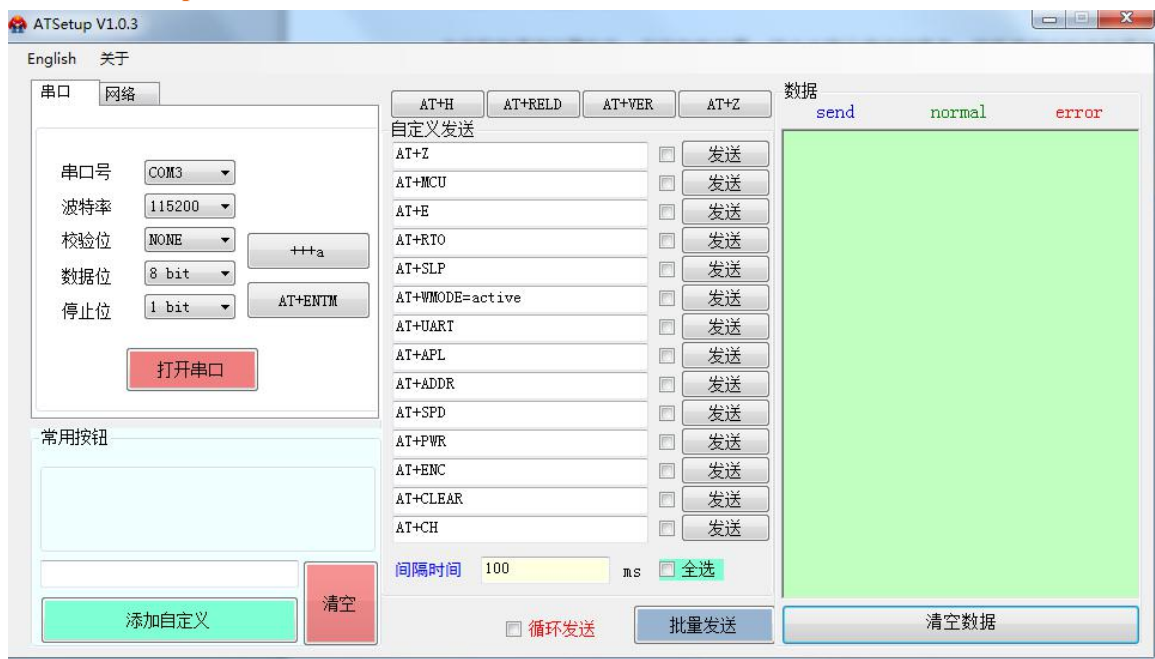 ATSetup V1.0.3
English 关于
串口 网络
串口号 COM3
波特率 115200
校验位 NONE
数据位 8 bit
停止位 1 bit
+++a
AT+ENTM
打开串口
常用按钮
添加自定义
清空
AT+H AT+RELD AT+VER AT+Z
自定义发送
AT+Z 发送
AT+MCU 发送
AT+E 发送
AT+RTO 发送
AT+SLP 发送
AT+WMODE=active 发送
AT+UART 发送
AT+APL 发送
AT+ADDR 发送
AT+SPD 发送
AT+PWR 发送
AT+ENC 发送
AT+CLEAR 发送
AT+CH 发送
间隔时间 100 ms 全选
循环发送 批量发送
数据
send normal error
清空数据